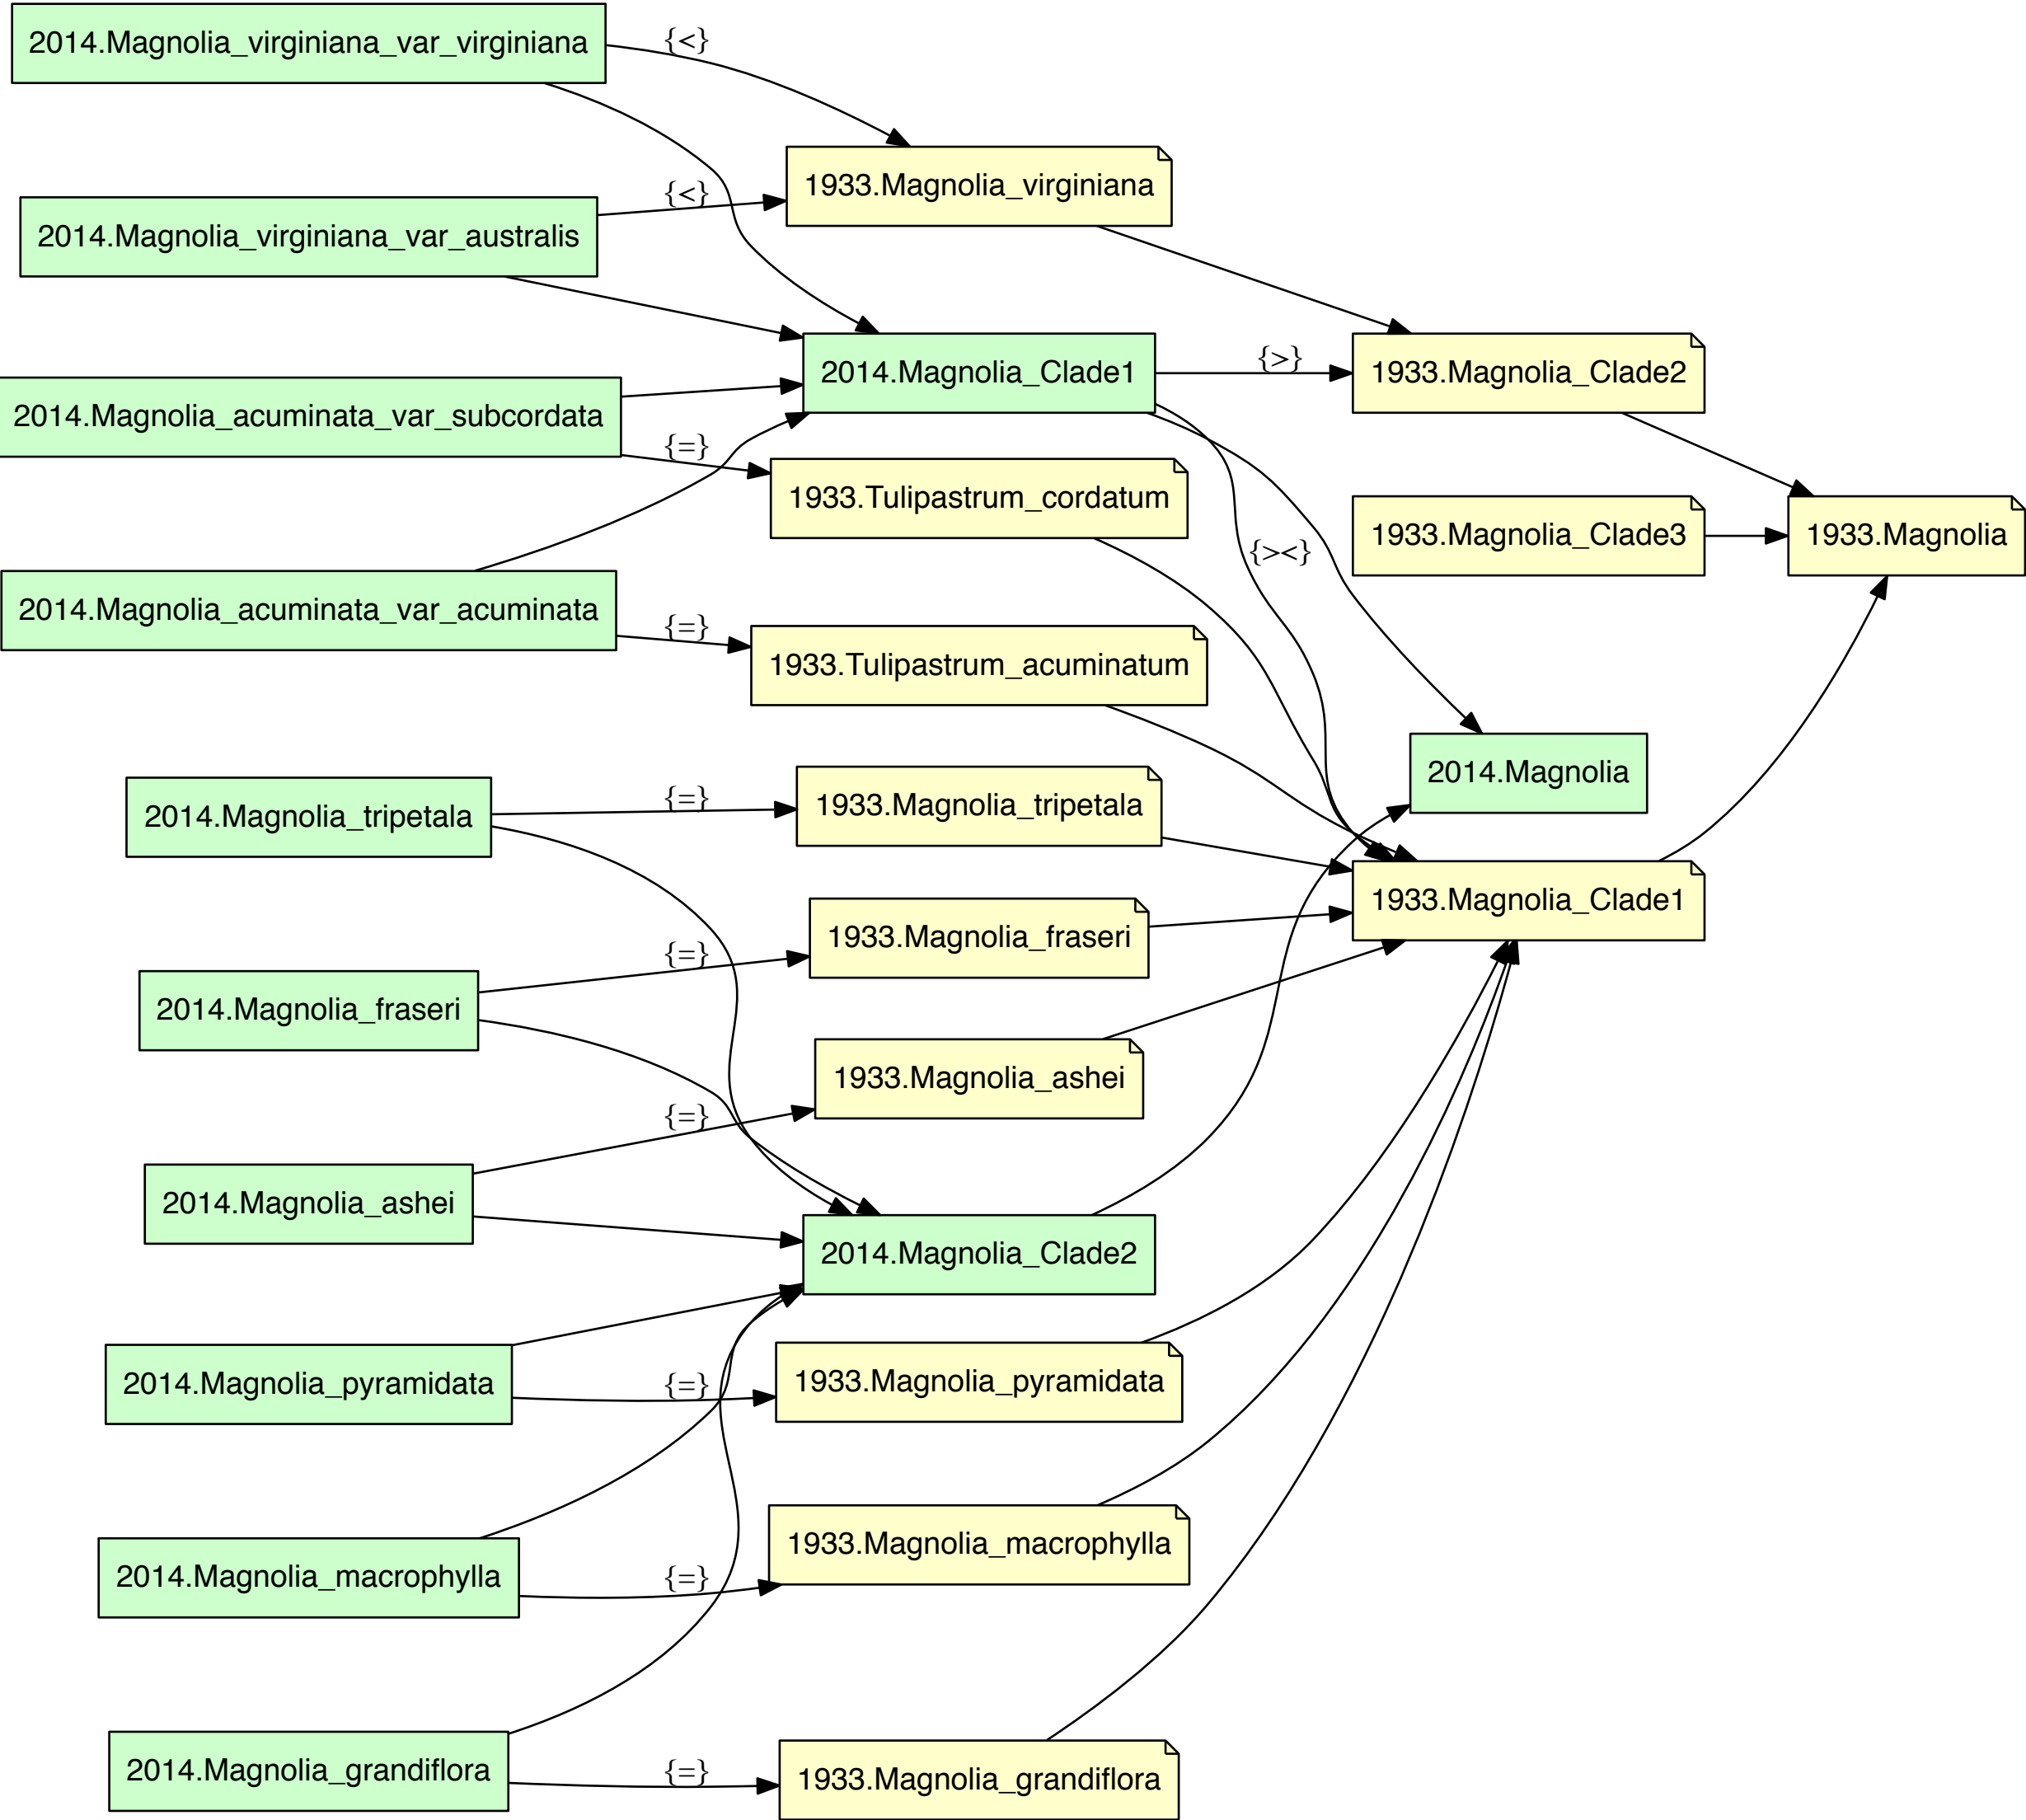 2014.Magnolia_virginiana_var_virginiana
{<}
1933.Magnolia_virginiana
{<}
2014.Magnolia_virginiana_var_australis
2014.Magnolia_Clade1
{>}
1933.Magnolia_Clade2
2014.Magnolia_acuminata_var_subcordata
{=}
1933.Tulipastrum_cordatum
1933.Magnolia_Clade3
1933.Magnolia
{><}
2014.Magnolia_acuminata_var_acuminata
{=}
1933.Tulipastrum_acuminatum
2014.Magnolia
2014.Magnolia_tripetala
{=}
1933.Magnolia_tripetala
1933.Magnolia_Clade1
1933.Magnolia_fraseri
{=}
2014.Magnolia_fraseri
1933.Magnolia_ashei
{=}
2014.Magnolia_ashei
2014.Magnolia_Clade2
2014.Magnolia_pyramidata
{=}
1933.Magnolia_pyramidata
1933.Magnolia_macrophylla
2014.Magnolia_macrophylla
{=}
2014.Magnolia_grandiflora
{=}
1933.Magnolia_grandiflora